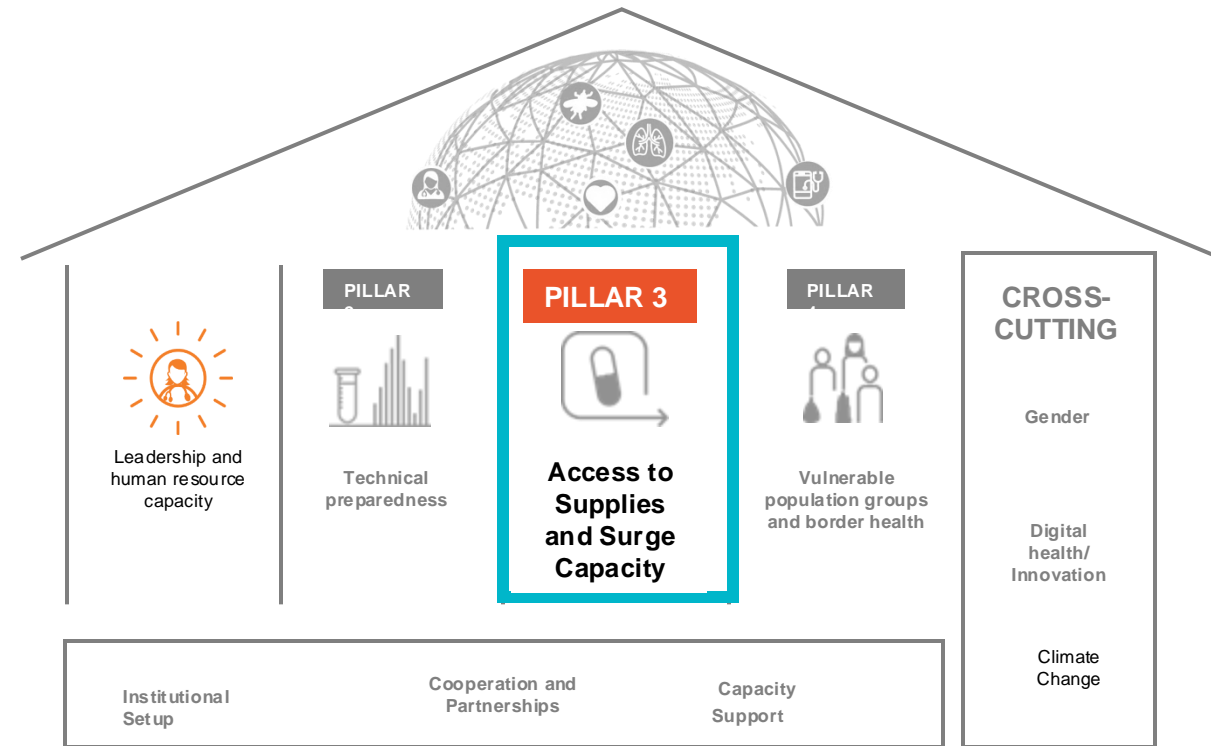 PILLAR
PILLAR 3
PILLAR
Leadership and
human resource
capacity
Technical
preparedness
Access to
Supplies
and Surge
Capacity
Vulnerable
population groups
and border health
CROSS-
CUTTING
Gender
Digital
health/
Innovation
Climate
Change
Institutional
Setup
Cooperation and
Partnerships
Capacity
Support